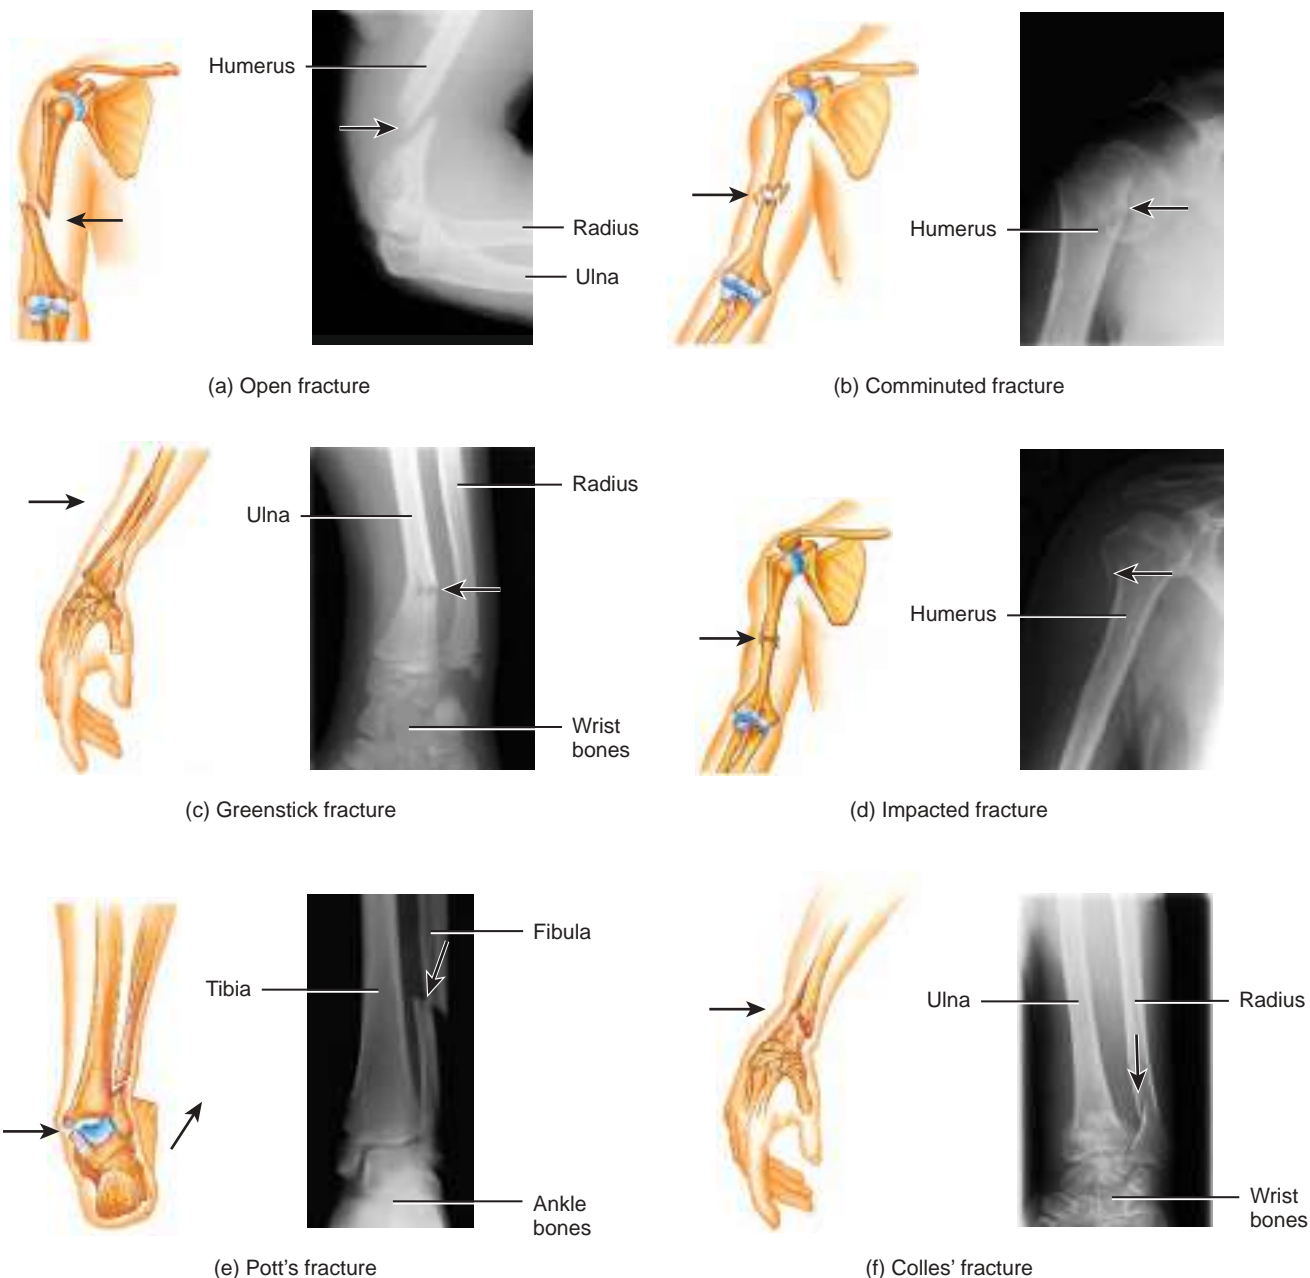 Humerus
Radius
Ulna
Humerus
(a) Open fracture
(b) Comminuted fracture
Ulna
Radius
Wrist
bones
Humerus
(c) Greenstick fracture
(d) Impacted fracture
Tibia
Fibula
Ankle
bones
Ulna
Radius
Wrist
bones
(e) Pott’s fracture
(f) Colles’ fracture